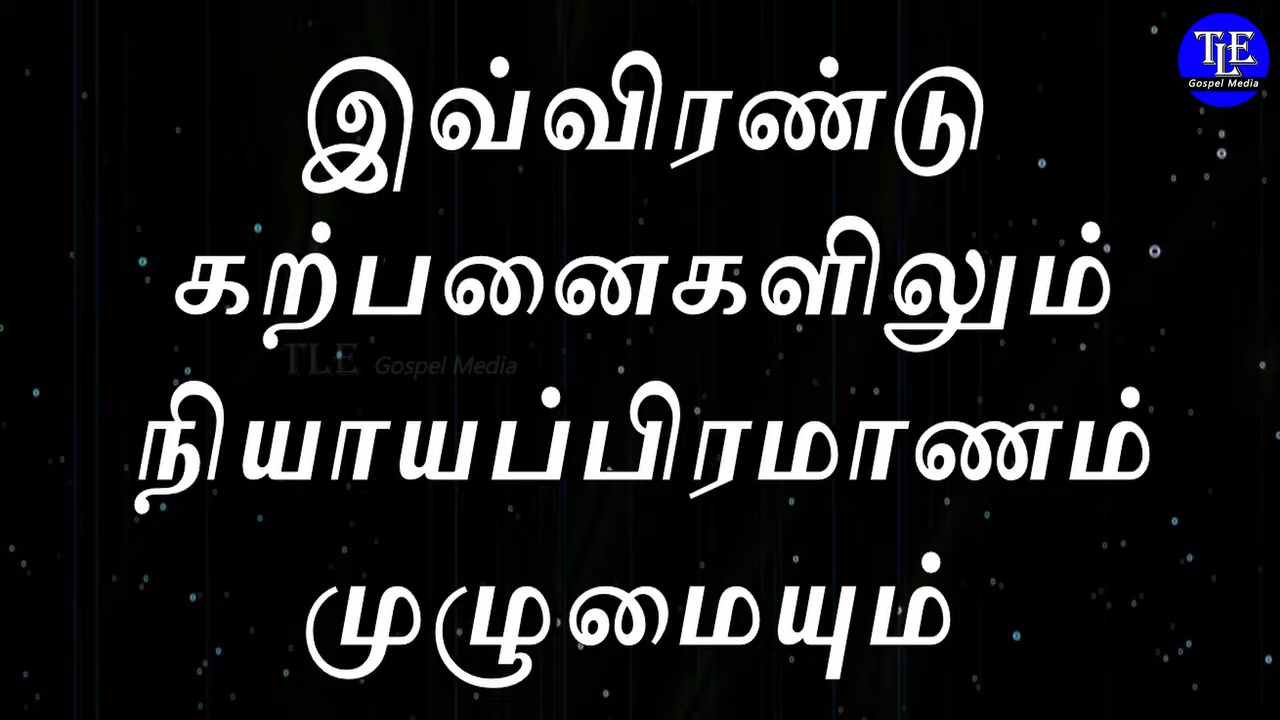 TLE
Gospel Media
இவ்விரண்டு
கற்பனைகளிலும்
TLE Gospel Media
நியாயப்பிரமாணம்
முழுமையும்